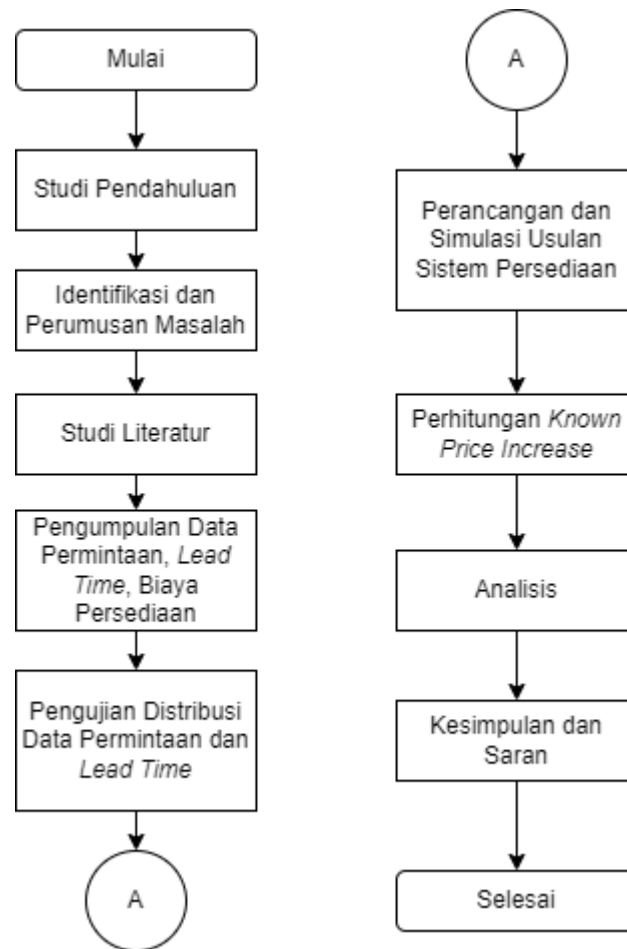 Mulai
Studi Pendahuluan
Identifikasi dan
Perumusan Masalah
Studi Literatur
Pengumpulan Data
Permintaan, Lead
Time, Biaya
Persediaan
Pengujian Distribusi
Data Permintaan dan
Lead Time
A
A
Perancangan dan
Simulasi Usulan
Sistem Persediaan
Perhitungan Known
Price Increase
Analisis
Kesimpulan dan
Saran
Selesai